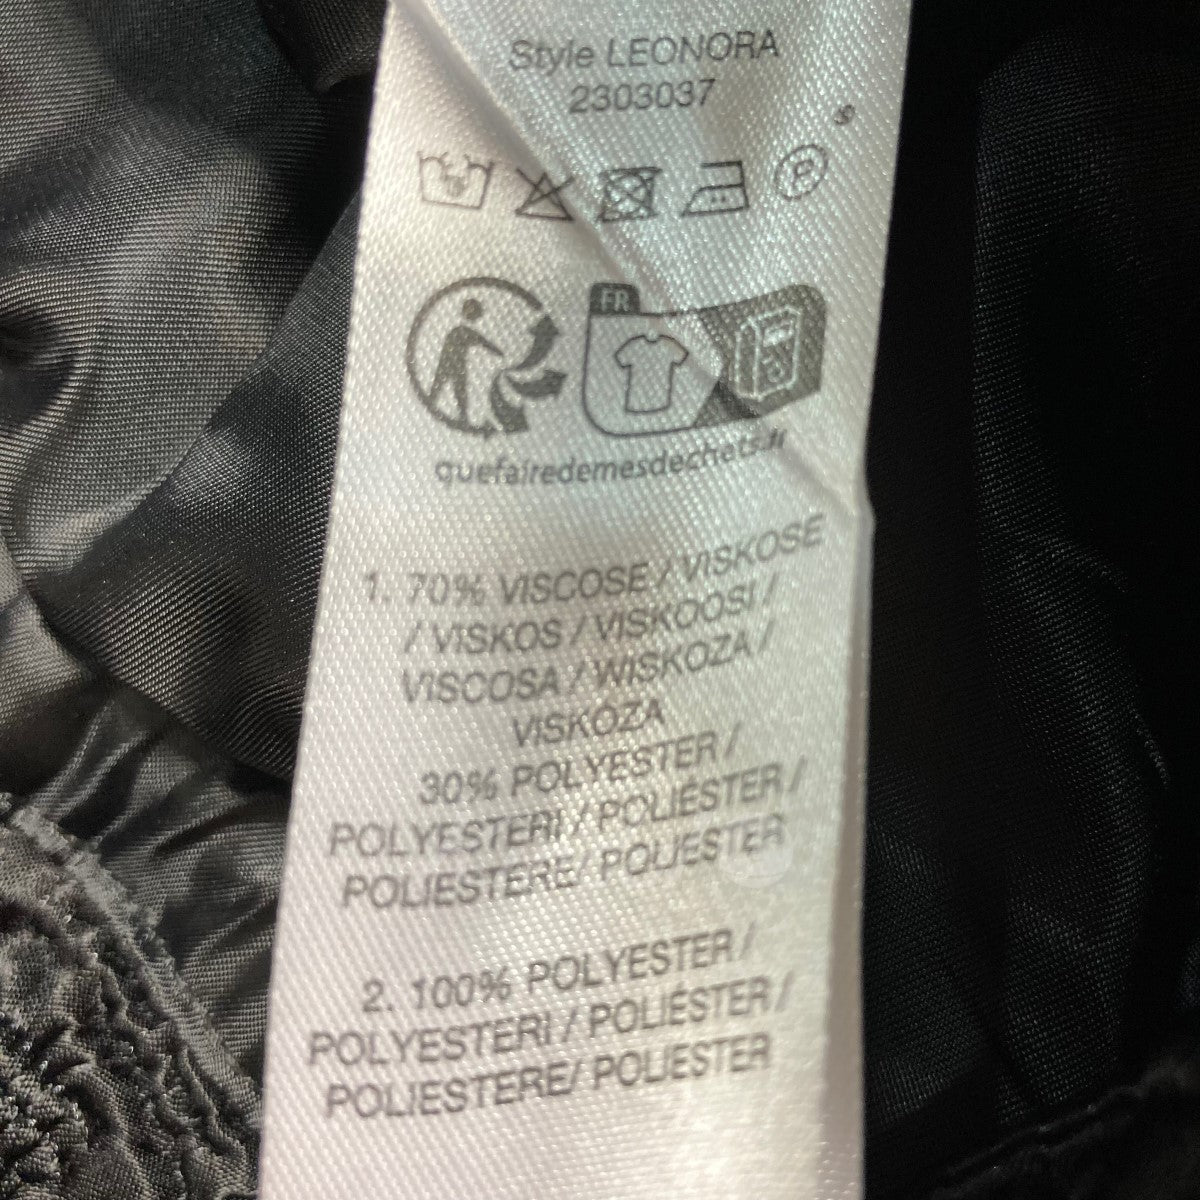 Style LEONORA
2303037
s
P
FR
quefairedemesdechets.fr
1. 70% VISCOSE / VISKOSE
/ VISKOS / VISKOOSI /
VISCOSA / WISKOZA /
VISKÓZA
30% POLYESTER /
POLYESTERI / POLIÉSTER /
POLIESTERE/ POLIESTER
2. 100% POLYESTER /
POLYESTERI / POLIÉSTER /
POLIESTERE/ POLIESTER